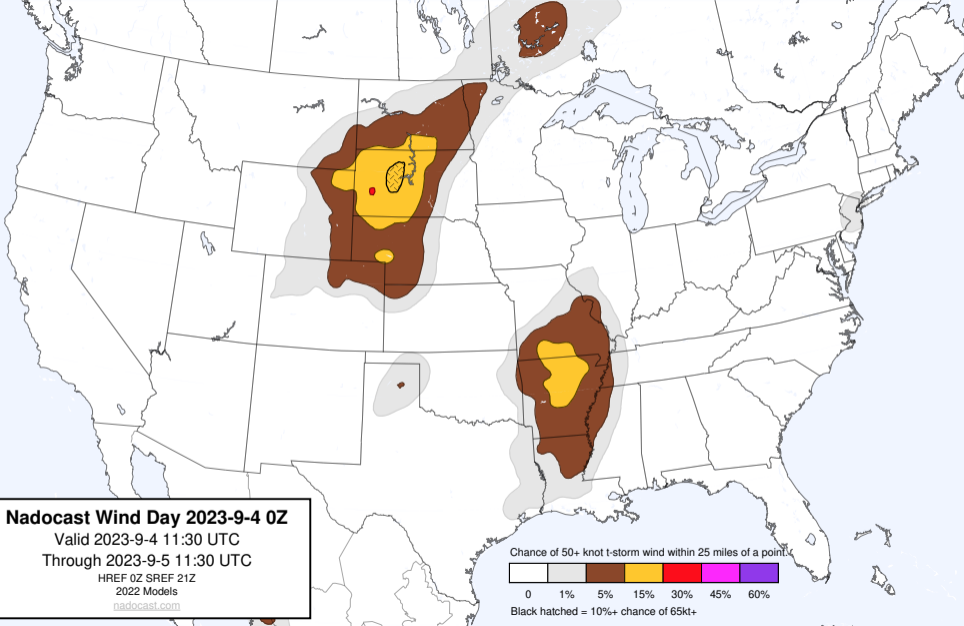 Nadocast Wind Day 2023-9-4 0Z
Valid 2023-9-4 11:30 UTC
Through 2023-9-5 11:30 UTC
HREF 0Z SREF 21Z
2022 Models
nadocast.com
Chance of 50+ knot t-storm wind within 25 miles of a point.
0 1% 5% 15% 30% 45% 60%
Black hatched = 10%+ chance of 65kt+